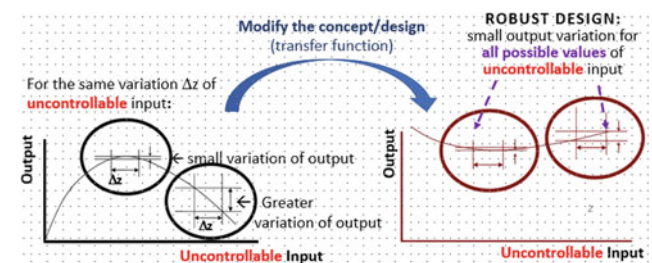 Modify the concept/design
(transfer function)
ROBUST DESIGN:
small output variation for
all possible values of
uncontrollable input
For the same variation Δz of
uncontrollable input:
Output
Δz
small variation of output
Δz
Greater
variation of output
Uncontrollable Input
Output
z
Uncontrollable Input